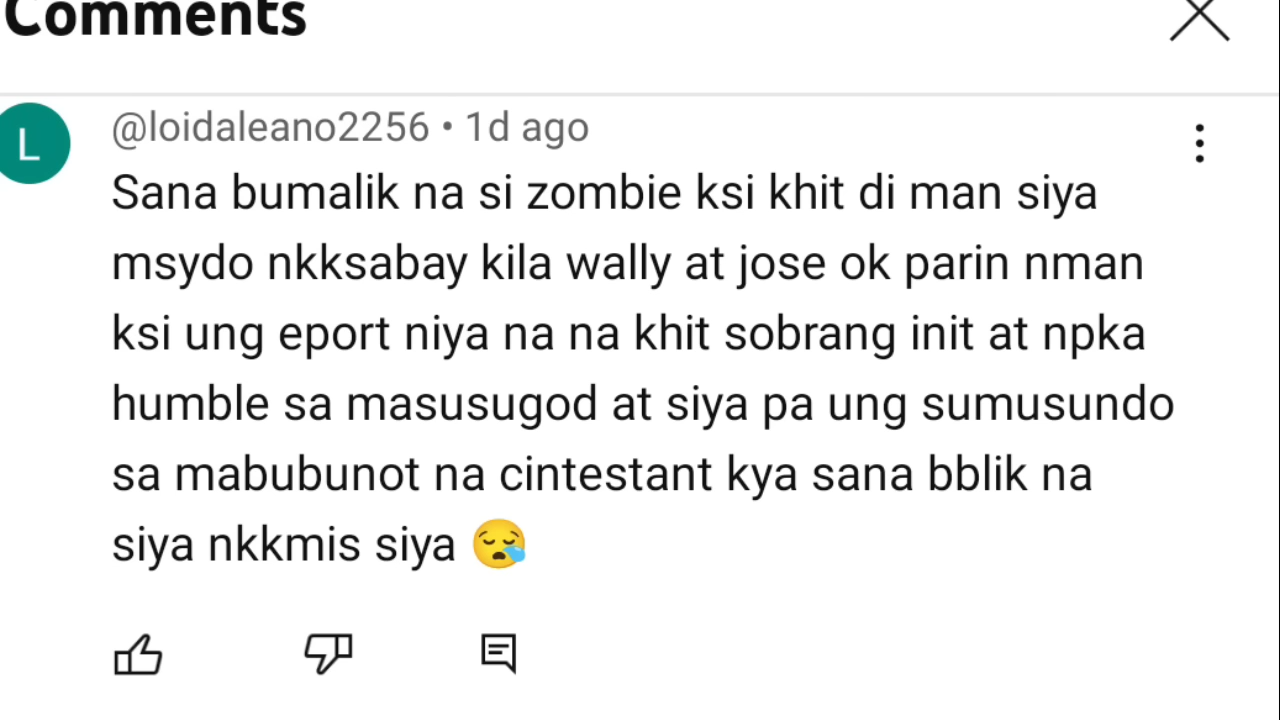 Comments
L
@loidaleano2256 • 1d ago
Sana bumalik na si zombie ksi khit di man siya
msydo nkksabay kila wally at jose ok parin nman
ksi ung eport niya na na khit sobrang init at npka
humble sa masusugod at siya pa ung sumusundo
sa mabubunot na cintestant kya sana bblik na
siya nkkmis siya 😪